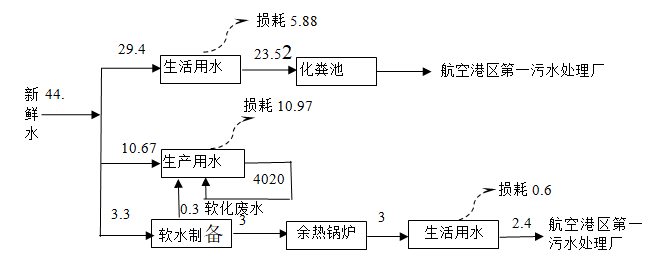 损耗 5.88
29.4
23.52
生活用水
化粪池
航空港区第一污水处理厂
新
鲜
水
44.
损耗 10.97
10.67
生产用水
4020
损耗 0.6
3.3
0.3 软化废水
软水制备
3
余热锅炉
3
生活用水
2.4
航空港区第一
污水处理厂